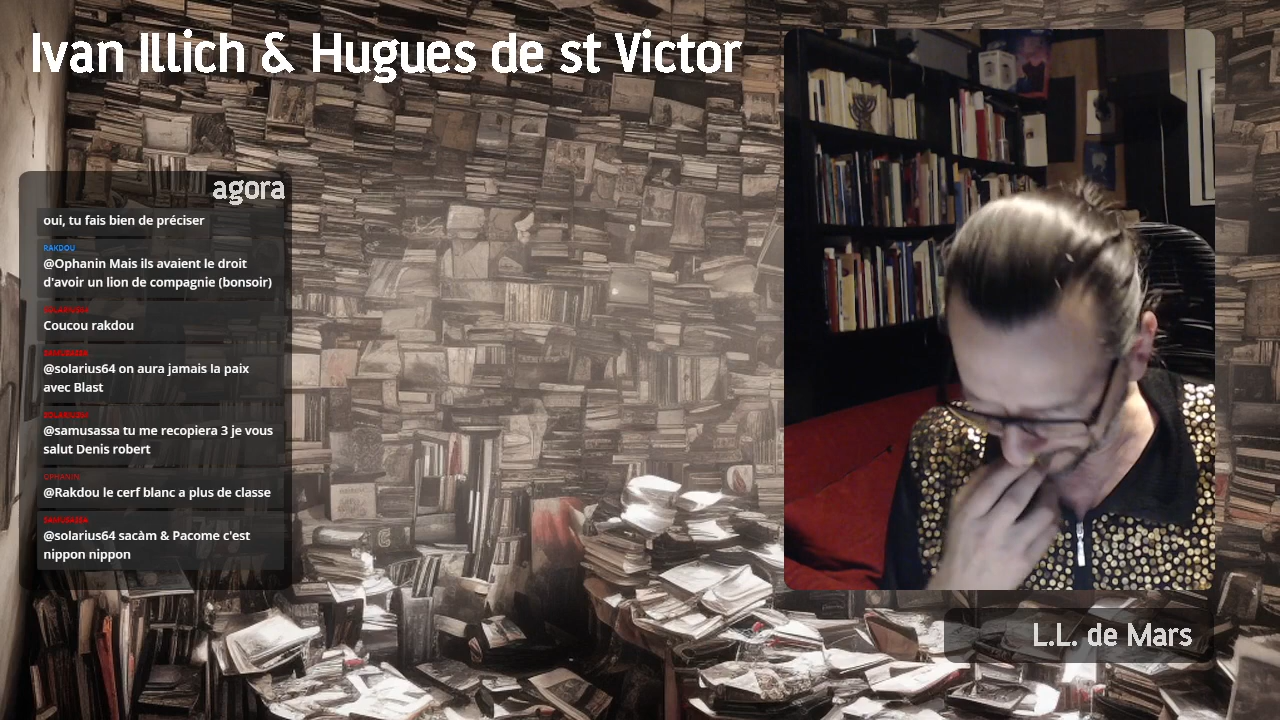 Ivan Illich & Hugues de st Victor
agora
oui, tu fais bien de préciser
RAKDOU
@Ophanin Mais ils avaient le droit
d'avoir un lion de compagnie (bonsoir)
SOLARIUS64
Coucou rakdou
SAMUSASSA
@solarius64 on aura jamais la paix
avec Blast
SOLARIUS64
@samusassa tu me recopiera 3 je vous
salut Denis robert
OPHANIN
@Rakdou le cerf blanc a plus de classe
SAMUSASSA
@solarius64 sacàm & Pacome c'est
nippon nippon
L.L. de Mars